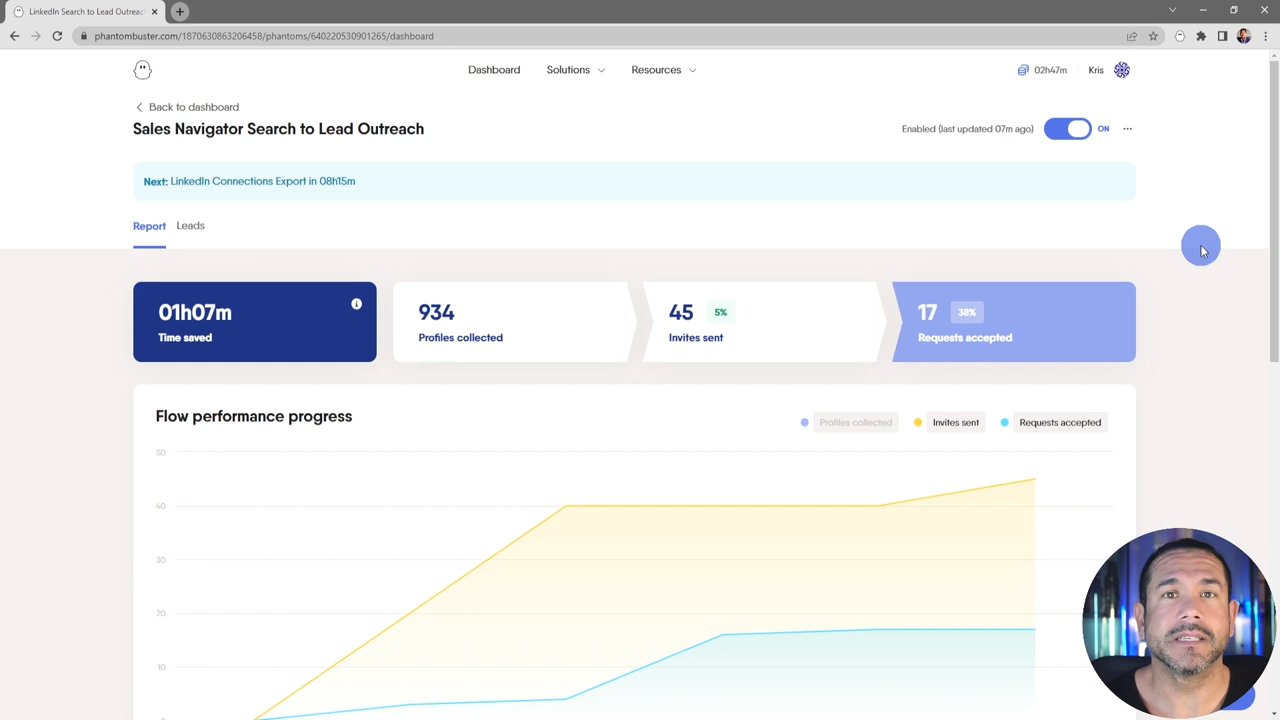 LinkedIn Search to Lead Outreac
phantombuster.com/1870630863206458/phantoms/640220530901265/dashboard
Dashboard Solutions Resources 02h47m Kris
Back to dashboard
Sales Navigator Search to Lead Outreach
Enabled (last updated 07m ago) ON
Next: LinkedIn Connections Export in 08h15m
Report Leads
01h07m 934 45 5% 17 38%
Time saved Profiles collected Invites sent Requests accepted
Flow performance progress
Profiles collected Invites sent Requests accepted
50
40
30
20
10